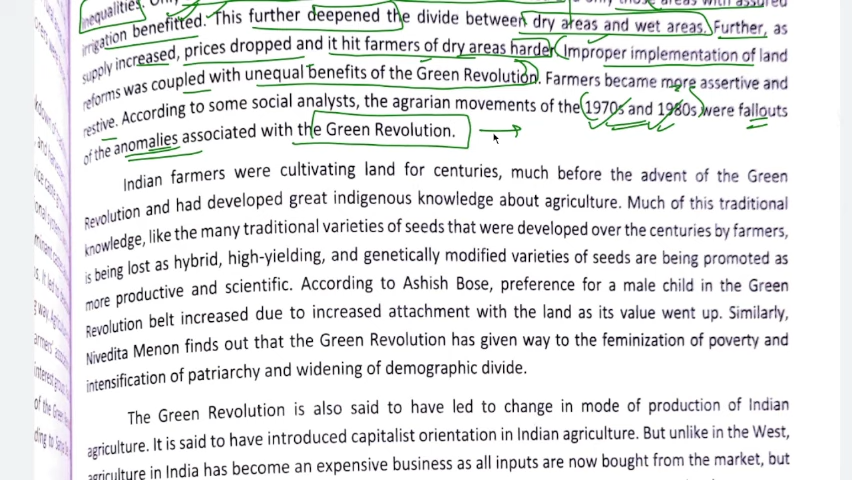 inequalities. areas with assured
irrigation benefitted. This further deepened the divide between dry areas and wet areas. Further, as
supply increased, prices dropped and it hit farmers of dry areas harder. Improper implementation of land
reforms was coupled with unequal benefits of the Green Revolution. Farmers became more assertive and
restive. According to some social analysts, the agrarian movements of the 1970s and 1980s were fallouts
of the anomalies associated with the Green Revolution.
Indian farmers were cultivating land for centuries, much before the advent of the Green
Revolution and had developed great indigenous knowledge about agriculture. Much of this traditional
knowledge, like the many traditional varieties of seeds that were developed over the centuries by farmers,
is being lost as hybrid, high-yielding, and genetically modified varieties of seeds are being promoted as
more productive and scientific. According to Ashish Bose, preference for a male child in the Green
Revolution belt increased due to increased attachment with the land as its value went up. Similarly,
Nivedita Menon finds out that the Green Revolution has given way to the feminization of poverty and
intensification of patriarchy and widening of demographic divide.
The Green Revolution is also said to have led to change in mode of production of Indian
agriculture. It is said to have introduced capitalist orientation in Indian agriculture. But unlike in the West,
agriculture in India has become an expensive business as all inputs are now bought from the market, but